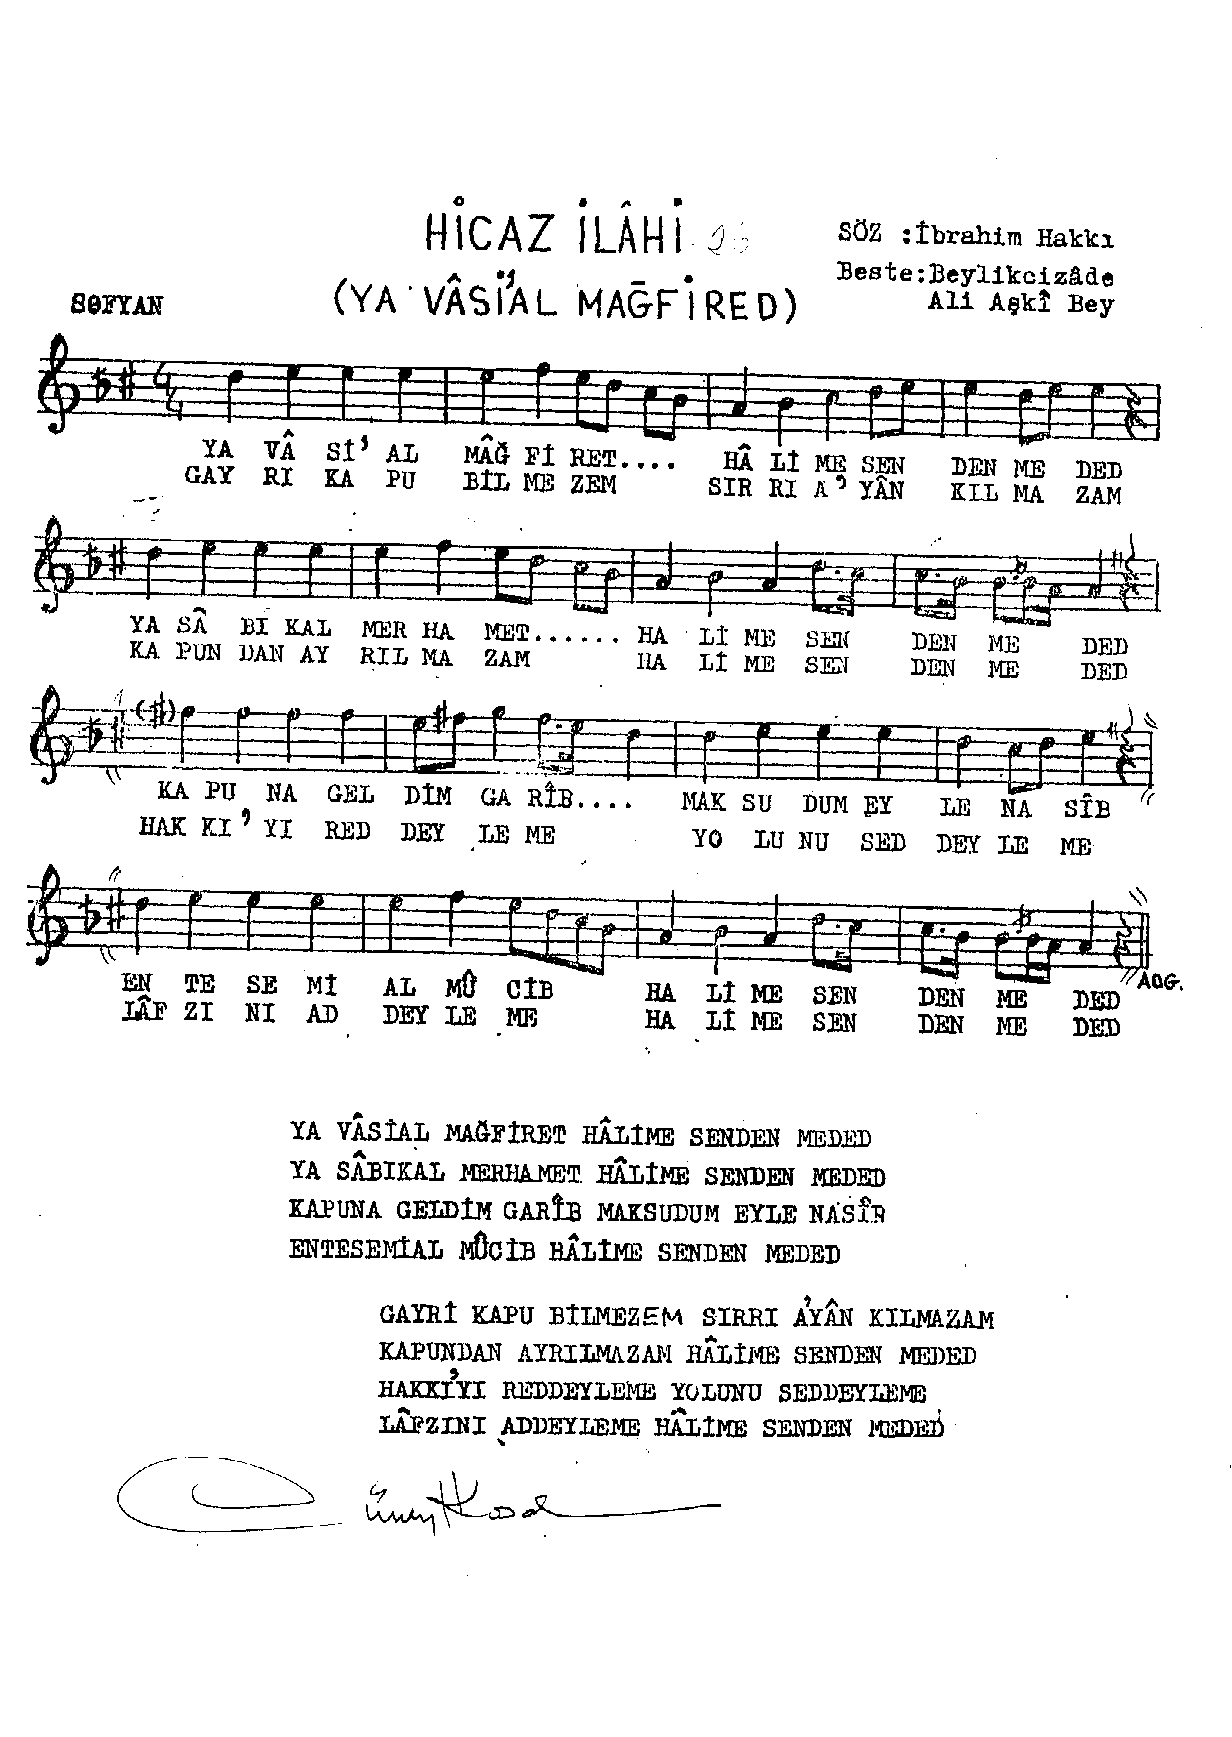 HİCAZ İLÂHİ
(YA VÂSİ'AL MAĞFİRED)
SÖZ :İbrahim Hakkı
Beste:Beylikcizâde
Ali Aşkî Bey
SOFYAN
YA VÂ Sİ' AL MÂĞ Fİ RET.... HÂ Lİ ME SEN DEN ME DED
GAY RI KA PU BİL ME ZEM SIR RI A' YÂN KIL MA ZAM
YA SÂ BI KAL MER HA MET...... HA Lİ ME SEN DEN ME DED
KA PUN DAN AY RIL MA ZAM HA Lİ ME SEN DEN ME DED
KA PU NA GEL DİM GA RÎB.... MAK SU DUM EY LE NA SÎB
HAK KI' YI RED DEY LE ME YO LU NU SED DEY LE ME
EN TE SE Mİ AL MÛ CİB HA Lİ ME SEN DEN ME DED
LÂF ZI NI AD DEY LE ME HA Lİ ME SEN DEN ME DED
AÖG.
YA VÂSİAL MAĞFİRET HÂLİME SENDEN MEDED
YA SÂBIKAL MERHAMET HÂLİME SENDEN MEDED
KAPUNA GELDİM GARÎB MAKSUDUM EYLE NASÎB
ENTESEMİAL MÛCİB HÂLİME SENDEN MEDED
GAYRİ KAPU BİLMEZEM SIRRI A'YÂN KILMAZAM
KAPUNDAN AYRILMAZAM HÂLİME SENDEN MEDED
HAKKI'YI REDDEYLEME YOLUNU SEDDEYLEME
LÂFZINI ADDEYLEME HÂLİME SENDEN MEDED